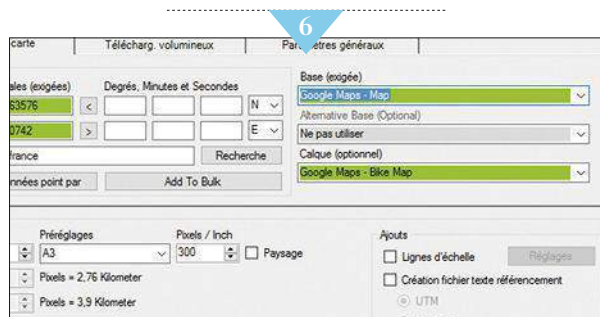 6
carte Télécharg. volumineux Paramètres généraux
ales (exigées) Degrés, Minutes et Secondes Base (exigée)
63576 < N Google Maps - Map
Alternative Base (Optional)
0742 > E Ne pas utiliser
france Recherche Calque (optionnel)
nnées point par Add To Bulk Google Maps - Bike Map
Préréglages Pixels / Inch Ajouts
A3 300 Paysage Lignes d'échelle Réglages
Pixels = 2,76 Kilometer Création fichier texte référencement
UTM
Pixels = 3,9 Kilometer